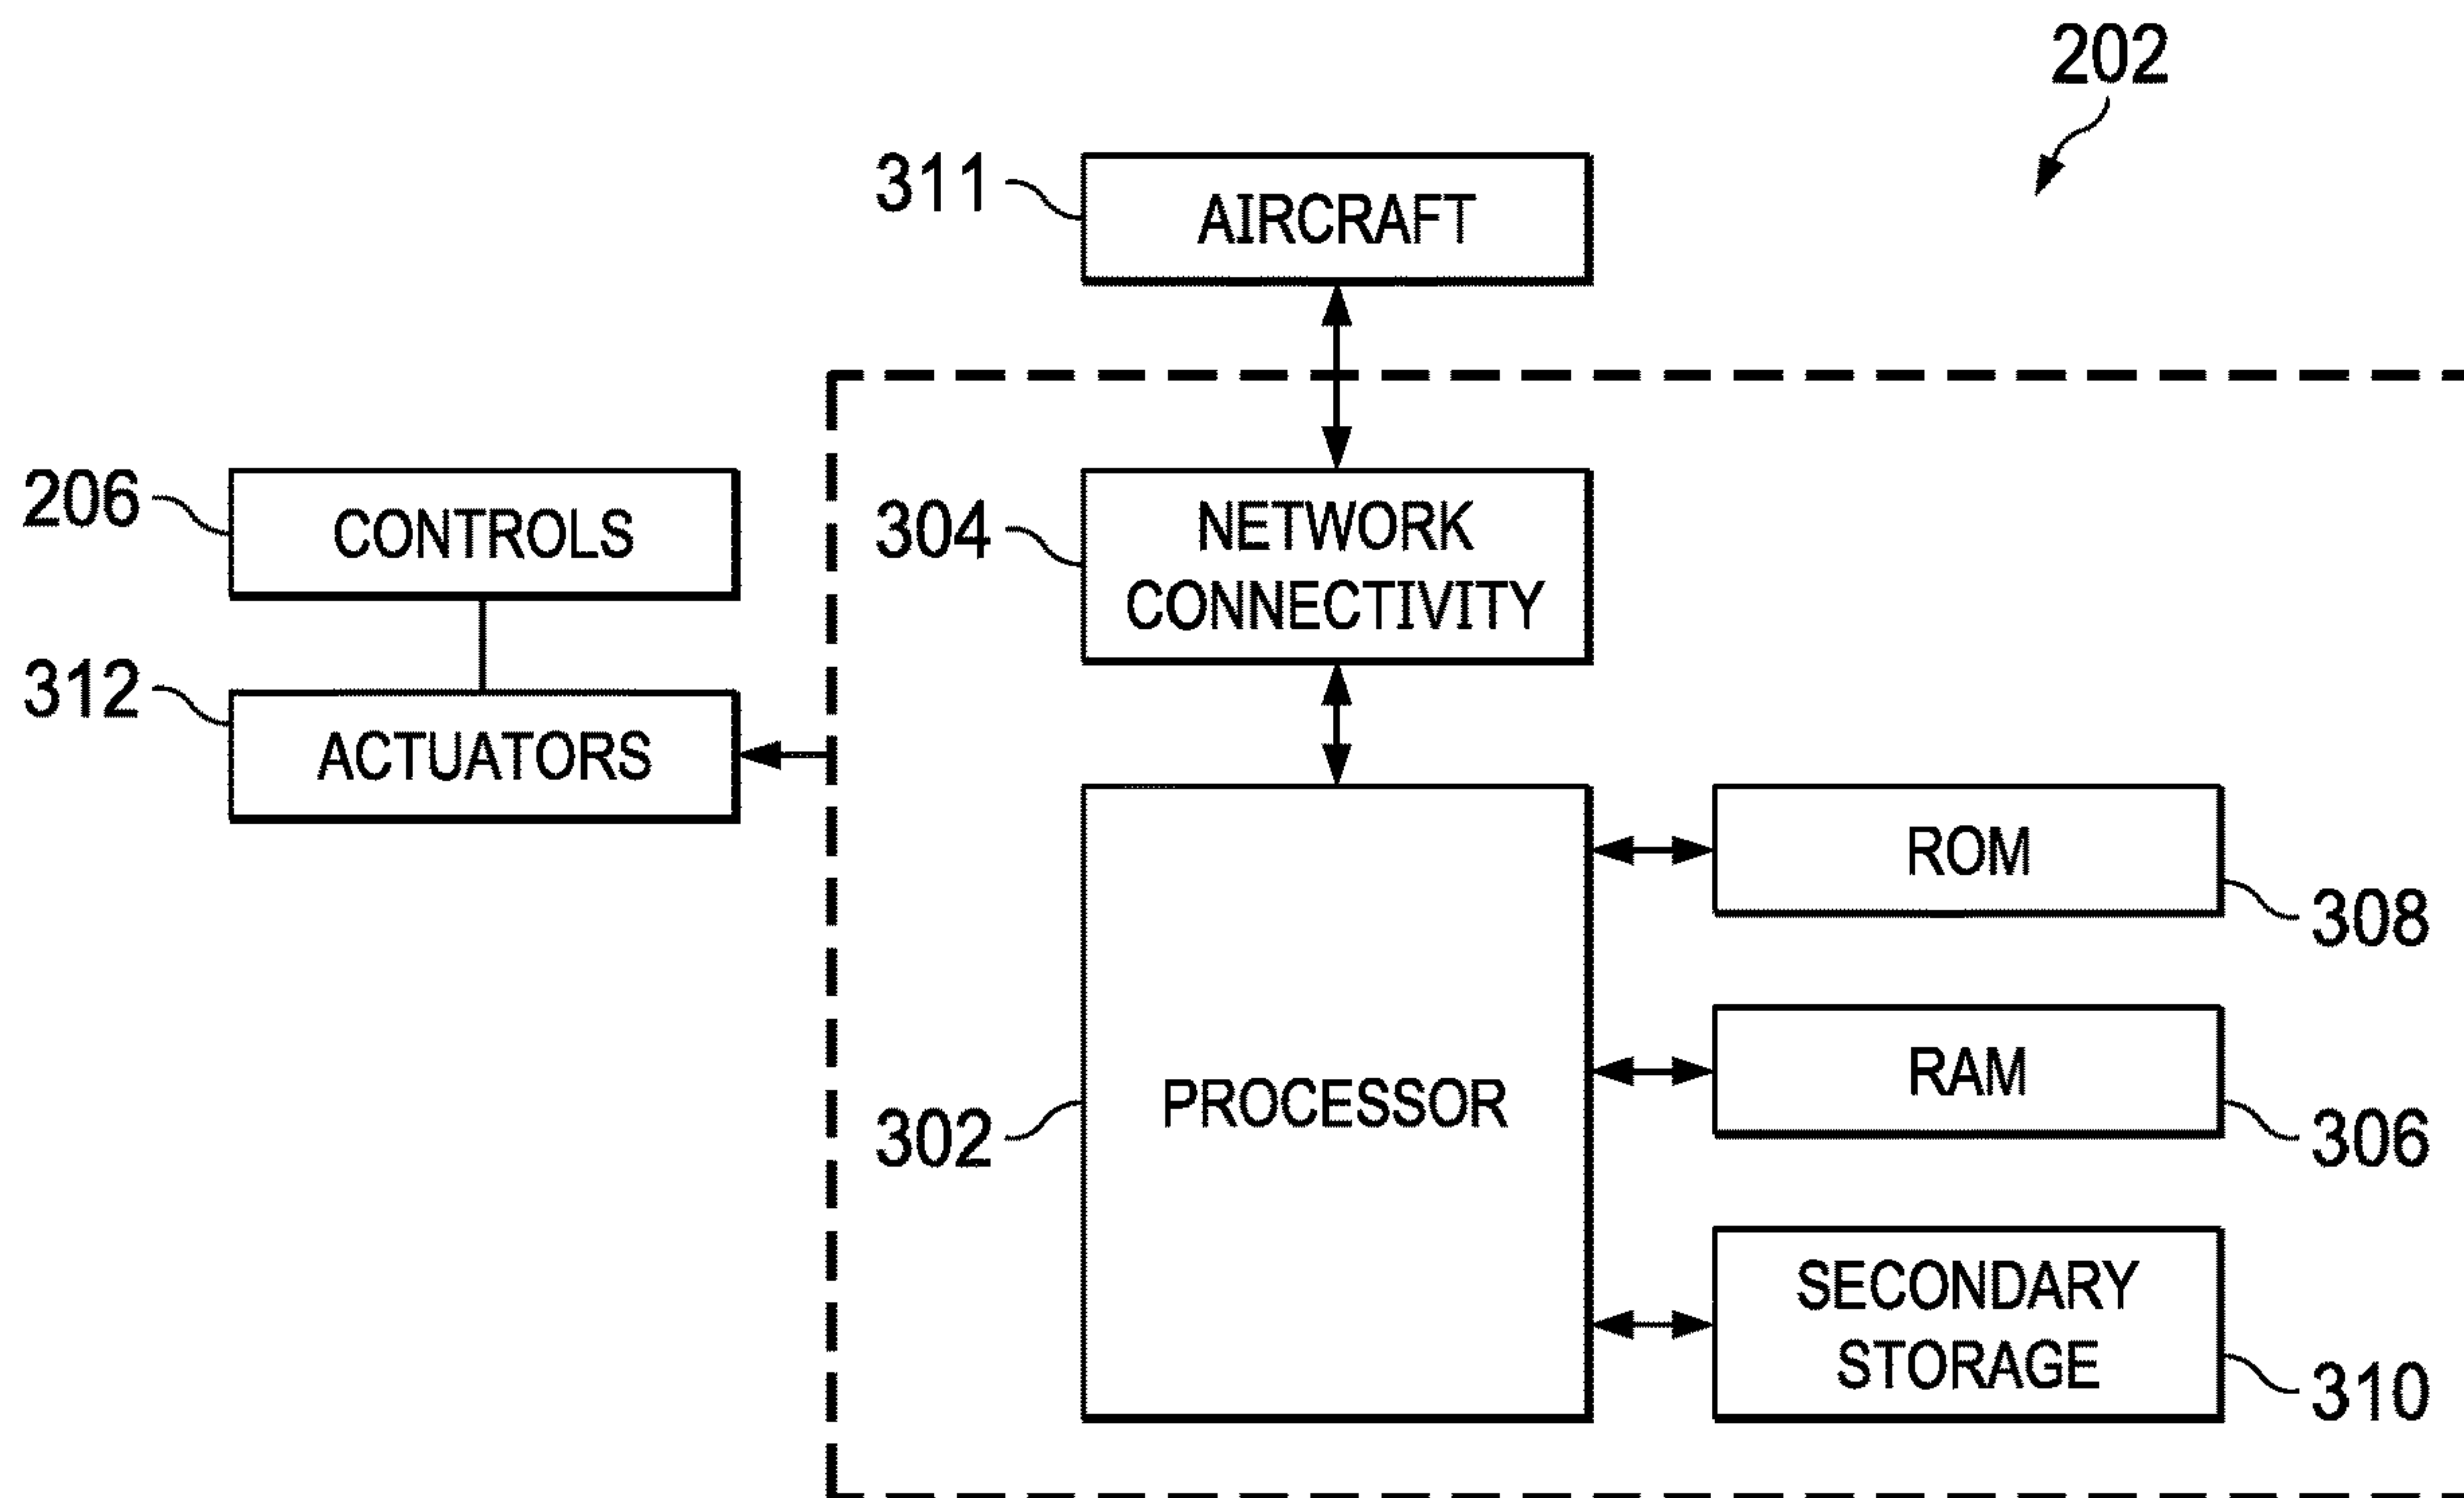 202
311
AIRCRAFT
206
CONTROLS
304
NETWORK
CONNECTIVITY
312
ACTUATORS
ROM
308
RAM
306
302
PROCESSOR
SECONDARY
STORAGE
310